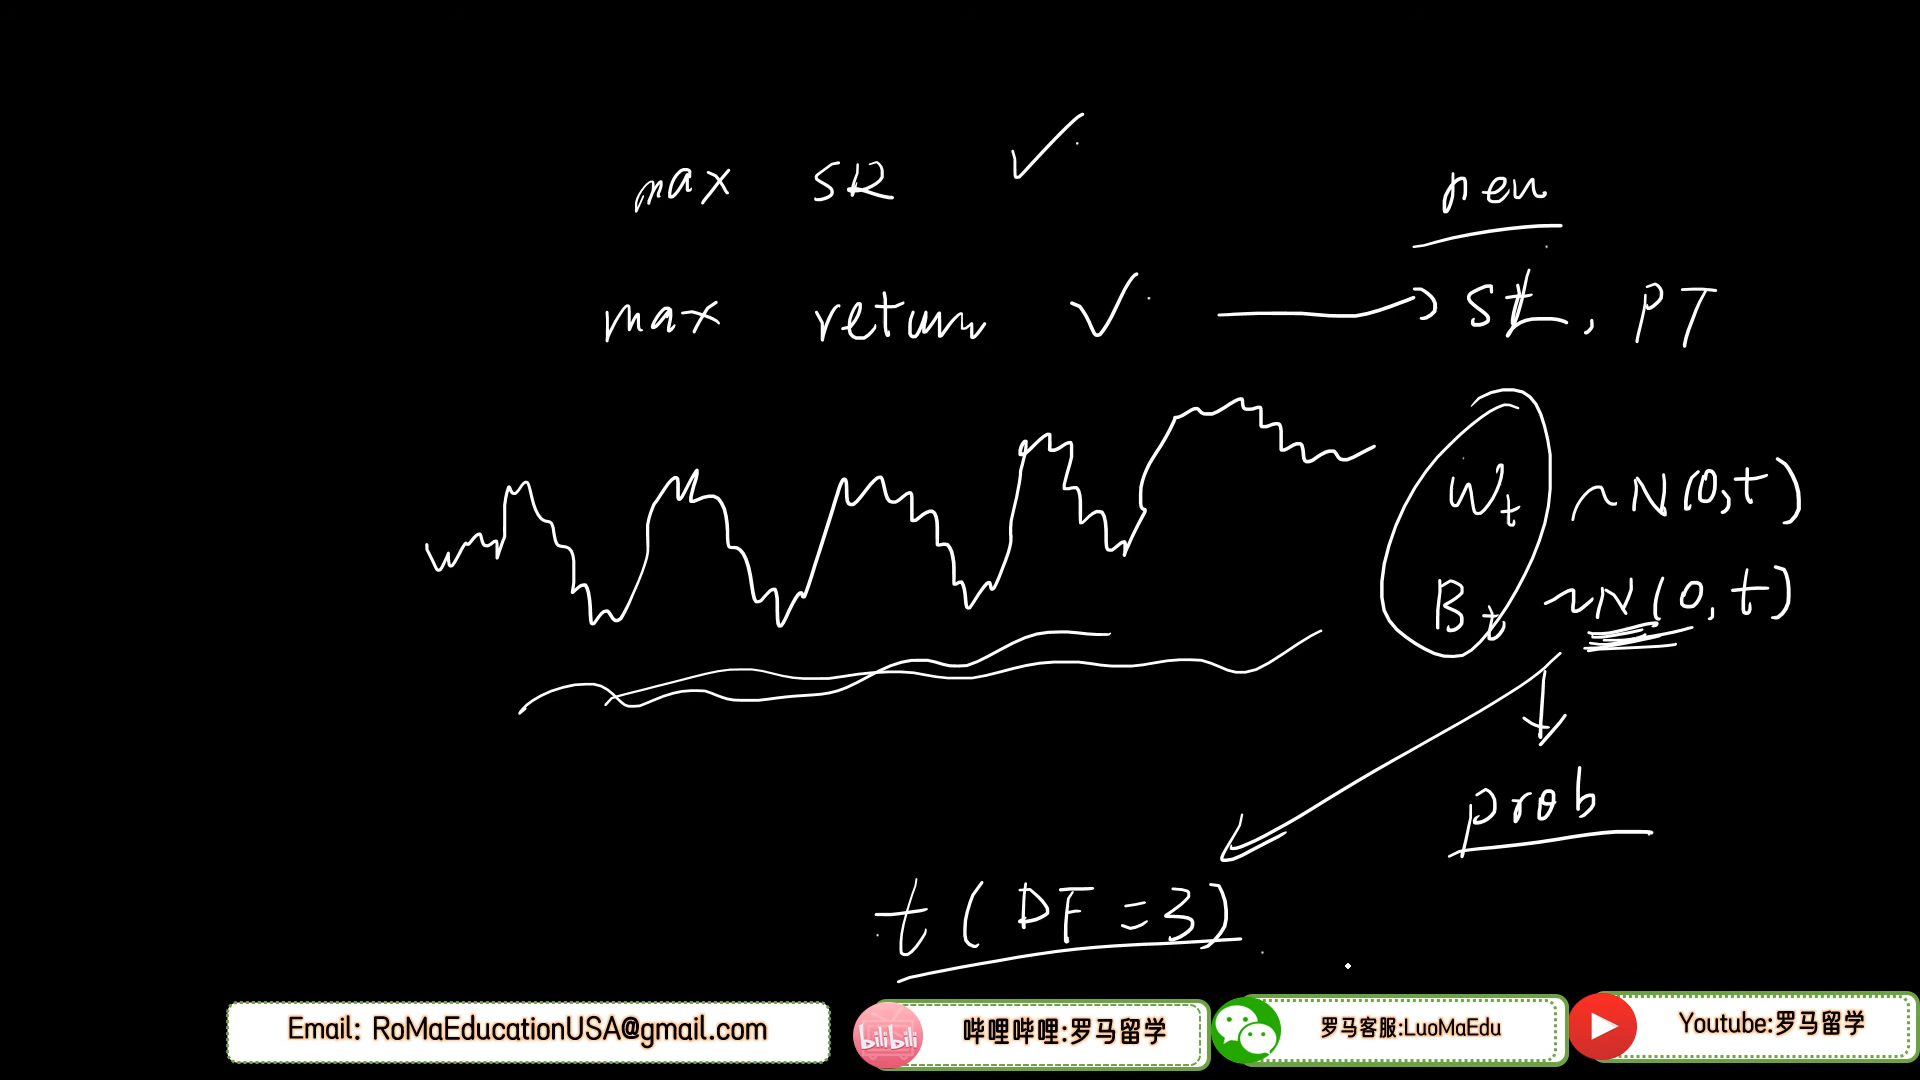 max SR ✓
new
max return ✓ → SL, PT
Wt ~ N(0,t)
Bt ~ N(0,t)
prob
t (DF=3)
Email: RoMaEducationUSA@gmail.com
bilibili
哔哩哔哩:罗马留学
罗马客服:LuoMaEdu
Youtube:罗马留学